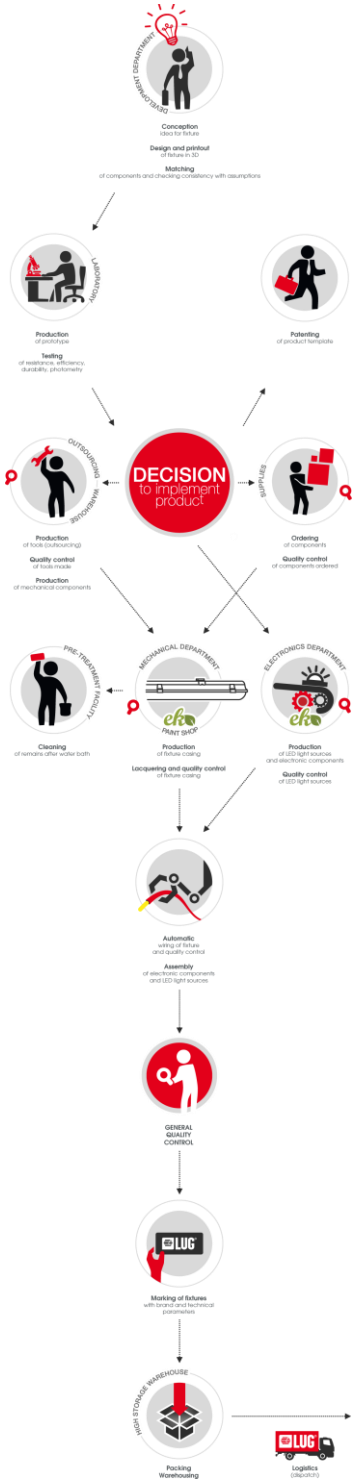 DEVELOPMENT DEPARTMENT
Conception
idea for fixture
Design and printout
of fixture in 3D
Matching
of components and checking consistency with assumptions
LABORATORY
Production
of prototype
Testing
of resistance, efficiency,
durability, photometry
Patenting
of product template
OUTSOURCING
WAREHOUSE
Production
of tools (outsourcing)
Quality control
of tools made
Production
of mechanical components
DECISION
to implement
product
SUPPLIES
Ordering
of components
Quality control
of components ordered
PRE-TREATMENT FACILITY
Cleaning
of remains after water bath
MECHANICAL DEPARTMENT
eko
PAINT SHOP
Production
of fixture casing
Lacquering and quality control
of fixture casing
ELECTRONICS DEPARTMENT
eko
Production
of LED light sources
and electronic components
Quality control
of LED light sources
Automatic
wiring of fixture
and quality control
Assembly
of electronic components
and LED light sources
GENERAL
QUALITY
CONTROL
LUG
Marking of fixtures
with brand and technical
parameters
HIGH STORAGE WAREHOUSE
Packing
Warehousing
LUG
Logistics
(dispatch)